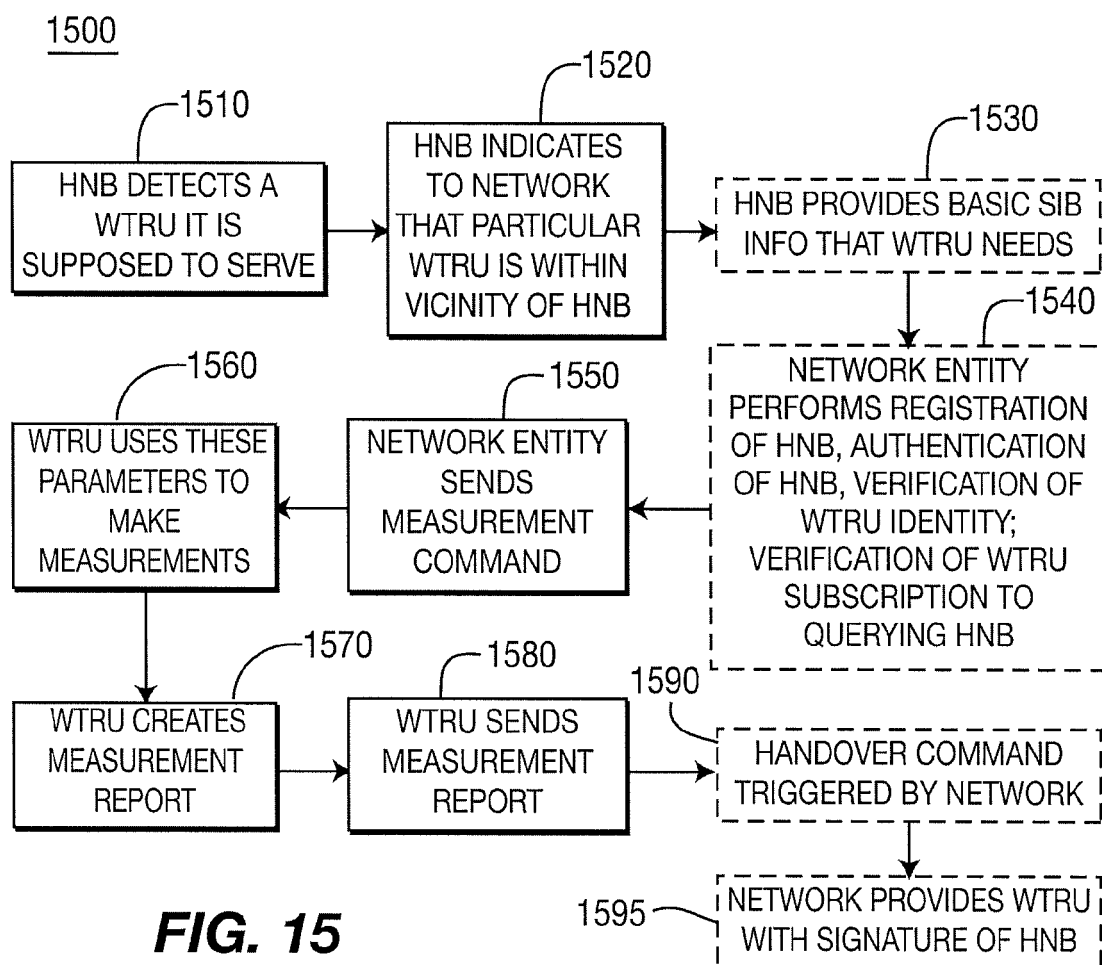 1500
1510
HNB DETECTS A
WTRU IT IS
SUPPOSED TO SERVE
1520
HNB INDICATES
TO NETWORK
THAT PARTICULAR
WTRU IS WITHIN
VICINITY OF HNB
1530
HNB PROVIDES BASIC SIB
INFO THAT WTRU NEEDS
1540
NETWORK ENTITY
PERFORMS REGISTRATION
OF HNB, AUTHENTICATION
OF HNB, VERIFICATION OF
WTRU IDENTITY;
VERIFICATION OF WTRU
SUBSCRIPTION TO
QUERYING HNB
1550
NETWORK ENTITY
SENDS
MEASUREMENT
COMMAND
1560
WTRU USES THESE
PARAMETERS TO
MAKE
MEASUREMENTS
1570
WTRU CREATES
MEASUREMENT
REPORT
1580
WTRU SENDS
MEASUREMENT
REPORT
1590
HANDOVER COMMAND
TRIGGERED BY NETWORK
1595
NETWORK PROVIDES WTRU
WITH SIGNATURE OF HNB
FIG. 15